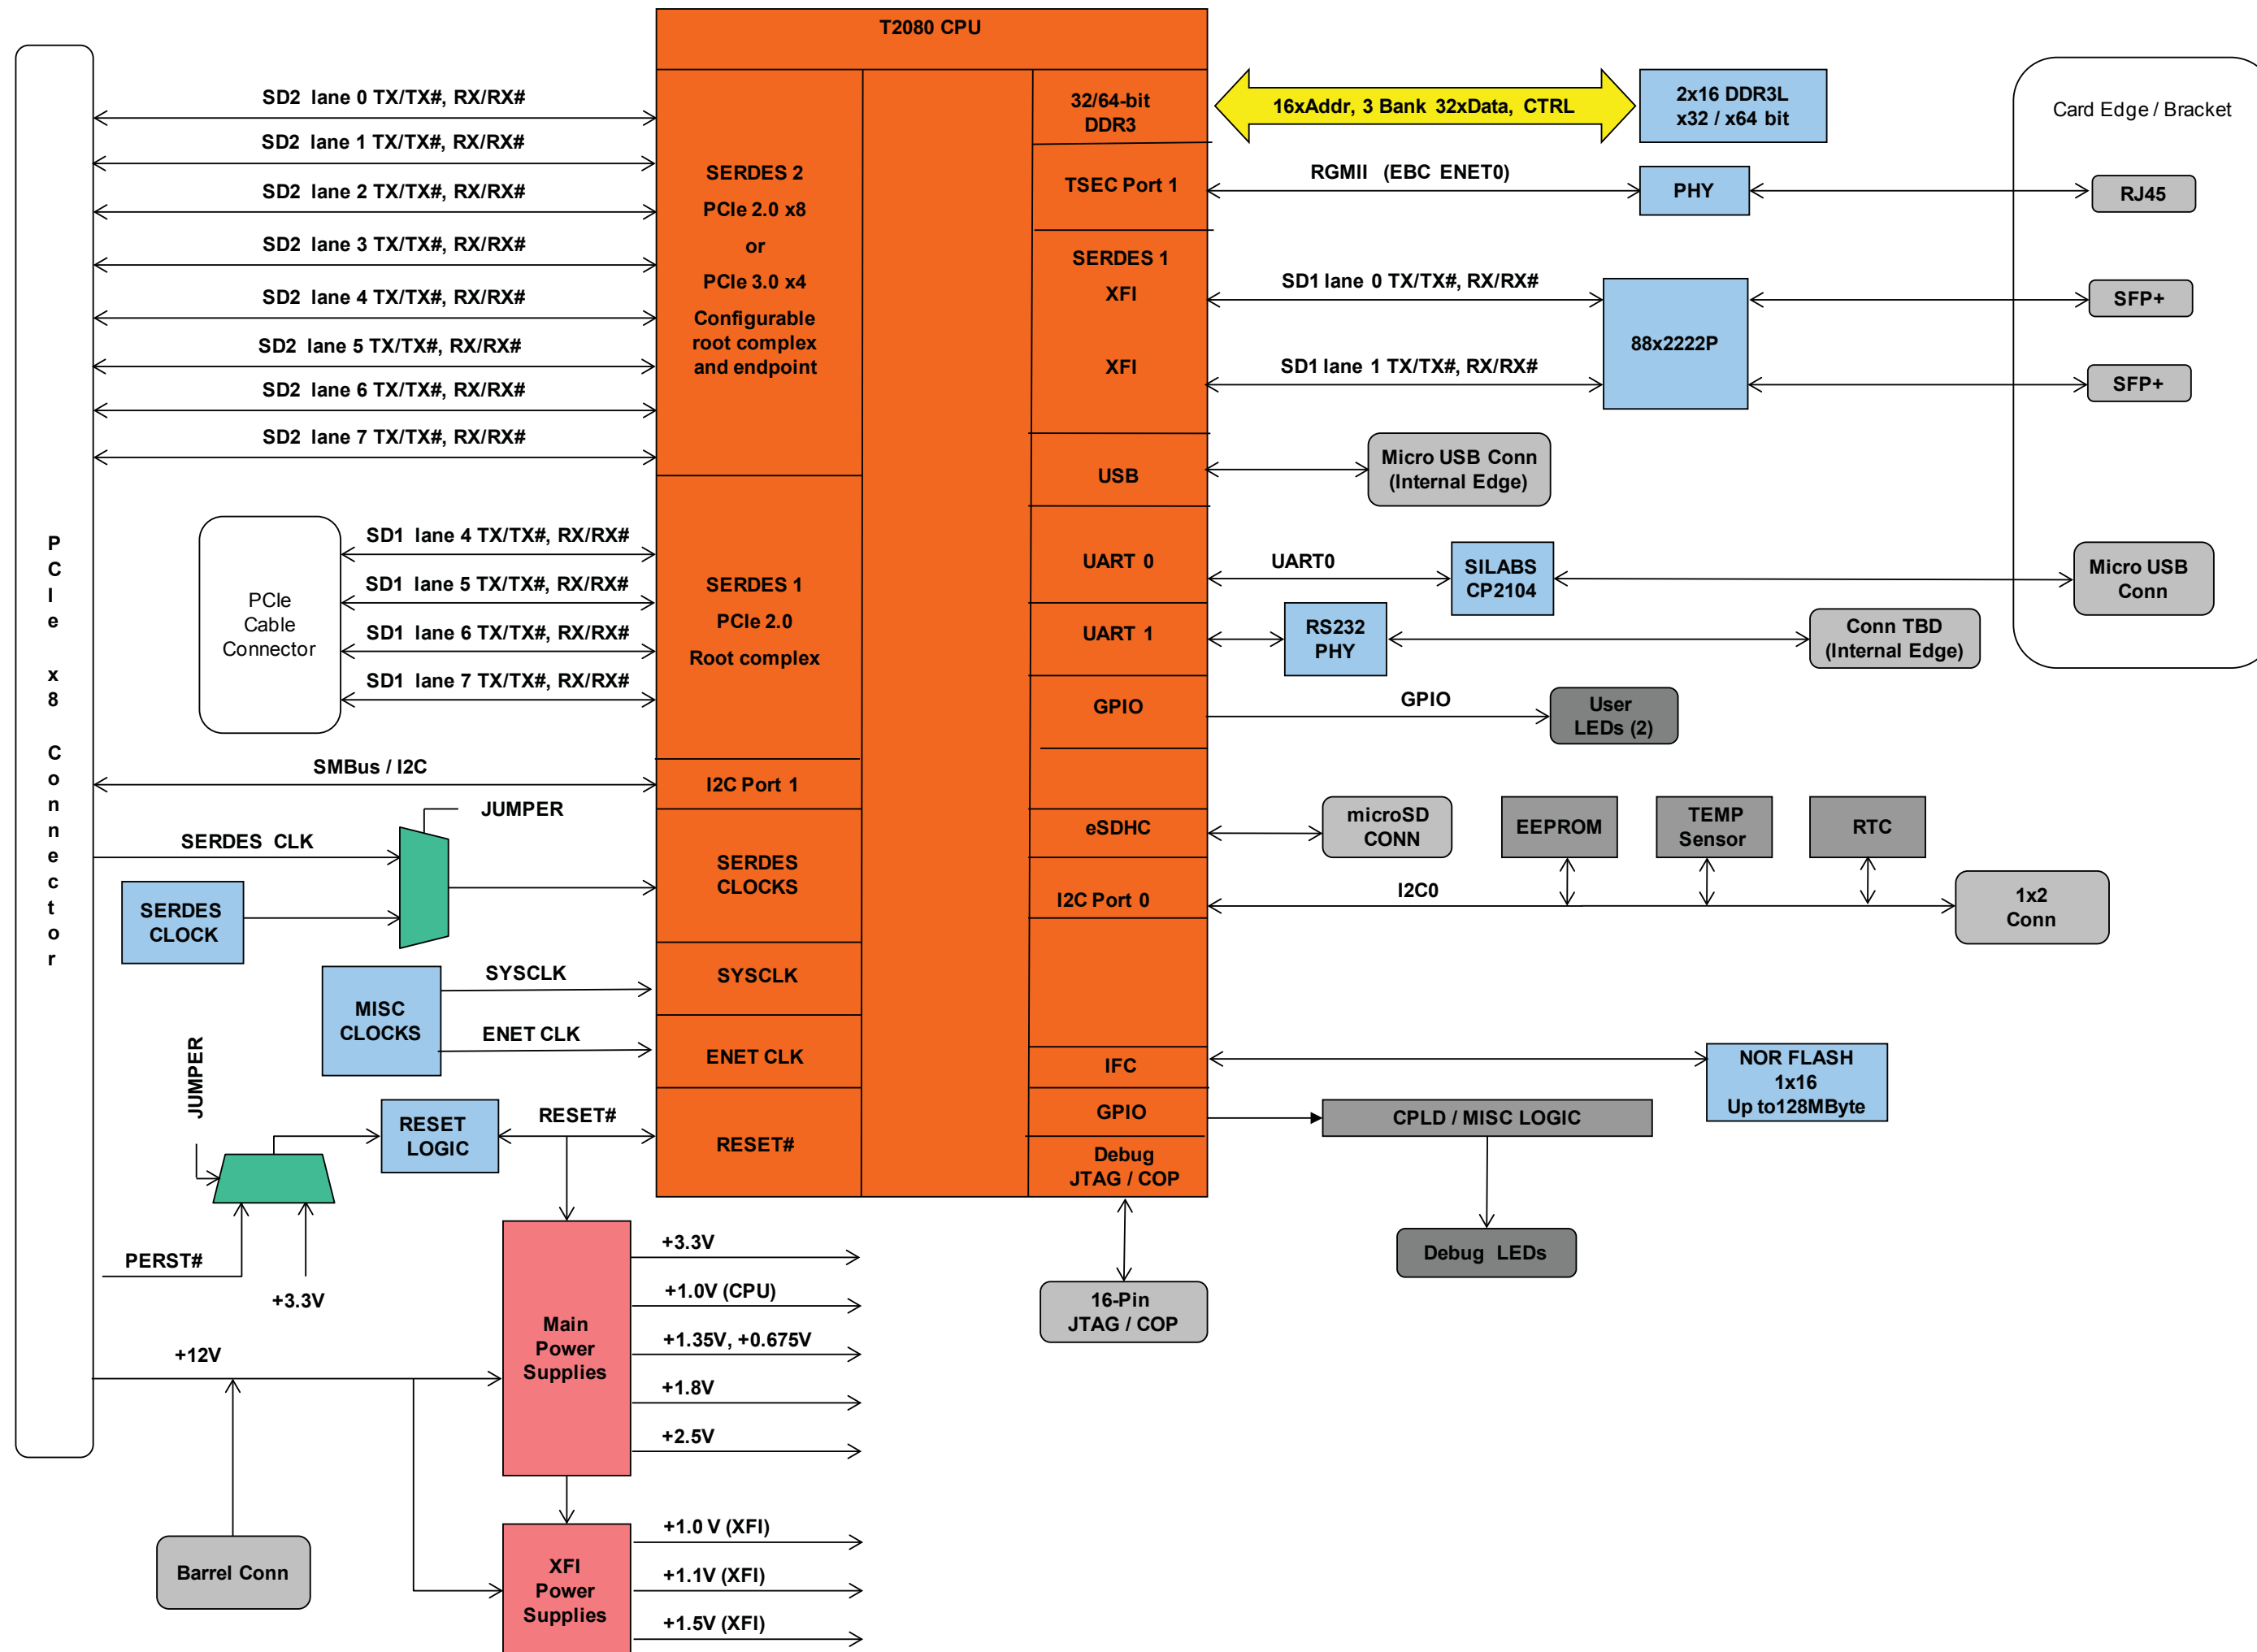 T2080 CPU
PCIe x8 Connector
SD2 lane 0 TX/TX#, RX/RX#
SD2 lane 1 TX/TX#, RX/RX#
SD2 lane 2 TX/TX#, RX/RX#
SD2 lane 3 TX/TX#, RX/RX#
SD2 lane 4 TX/TX#, RX/RX#
SD2 lane 5 TX/TX#, RX/RX#
SD2 lane 6 TX/TX#, RX/RX#
SD2 lane 7 TX/TX#, RX/RX#
SERDES 2
PCIe 2.0 x8
or
PCIe 3.0 x4
Configurable
root complex
and endpoint
PCIe
Cable
Connector
SD1 lane 4 TX/TX#, RX/RX#
SD1 lane 5 TX/TX#, RX/RX#
SD1 lane 6 TX/TX#, RX/RX#
SD1 lane 7 TX/TX#, RX/RX#
SERDES 1
PCIe 2.0
Root complex
SMBus / I2C
I2C Port 1
JUMPER
SERDES CLK
SERDES
CLOCK
SERDES
CLOCKS
MISC
CLOCKS
SYSCLK
SYSCLK
ENET CLK
ENET CLK
JUMPER
RESET
LOGIC
RESET#
RESET#
PERST#
+3.3V
+12V
Barrel Conn
Main
Power
Supplies
+3.3V
+1.0V (CPU)
+1.35V, +0.675V
+1.8V
+2.5V
XFI
Power
Supplies
+1.0 V (XFI)
+1.1V (XFI)
+1.5V (XFI)
32/64-bit
DDR3
16xAddr, 3 Bank 32xData, CTRL
2x16 DDR3L
x32 / x64 bit
Card Edge / Bracket
TSEC Port 1
RGMII (EBC ENET0)
PHY
RJ45
SERDES 1
XFI
SD1 lane 0 TX/TX#, RX/RX#
XFI
SD1 lane 1 TX/TX#, RX/RX#
88x2222P
SFP+
SFP+
USB
Micro USB Conn
(Internal Edge)
UART 0
UART0
SILABS
CP2104
Micro USB
Conn
UART 1
RS232
PHY
Conn TBD
(Internal Edge)
GPIO
GPIO
User
LEDs (2)
eSDHC
microSD
CONN
EEPROM
TEMP
Sensor
RTC
I2C Port 0
I2C0
1x2
Conn
IFC
NOR FLASH
1x16
Up to128MByte
GPIO
CPLD / MISC LOGIC
Debug
JTAG / COP
Debug LEDs
16-Pin
JTAG / COP